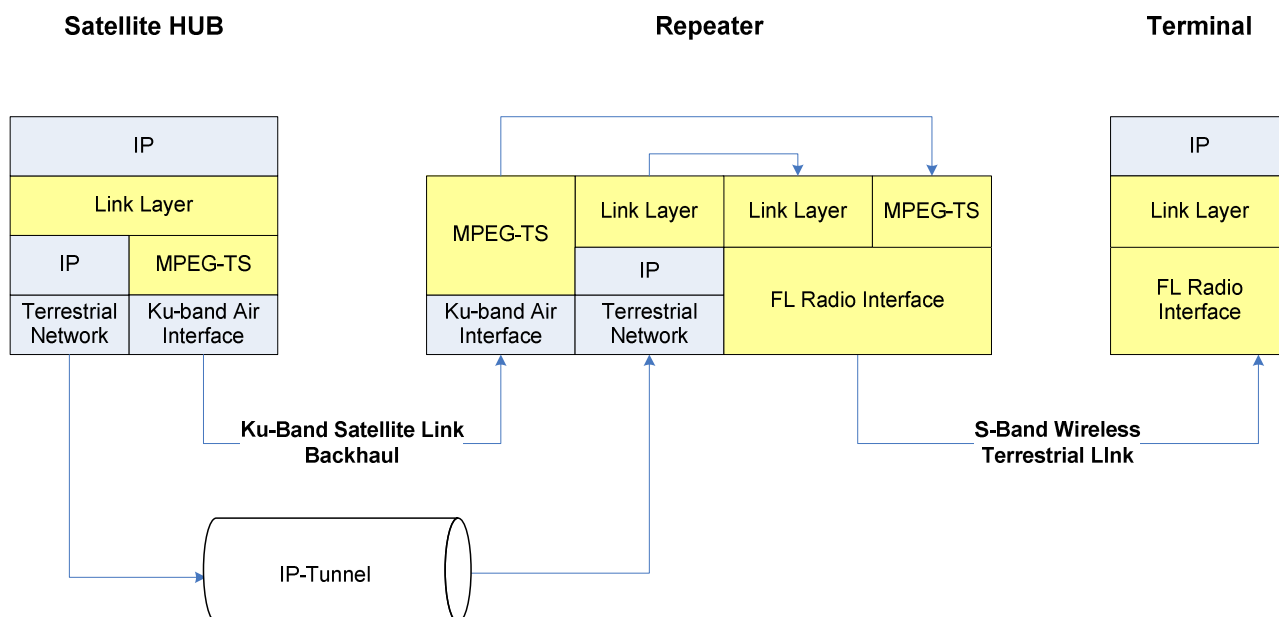 Satellite HUB
Repeater
Terminal
IP
Link Layer
IP
MPEG-TS
Terrestrial
Network
Ku-band Air
Interface
MPEG-TS
Link Layer
Link Layer
MPEG-TS
IP
FL Radio Interface
Ku-band Air
Interface
Terrestrial
Network
IP
Link Layer
FL Radio
Interface
Ku-Band Satellite Link
Backhaul
S-Band Wireless
Terrestrial LInk
IP-Tunnel